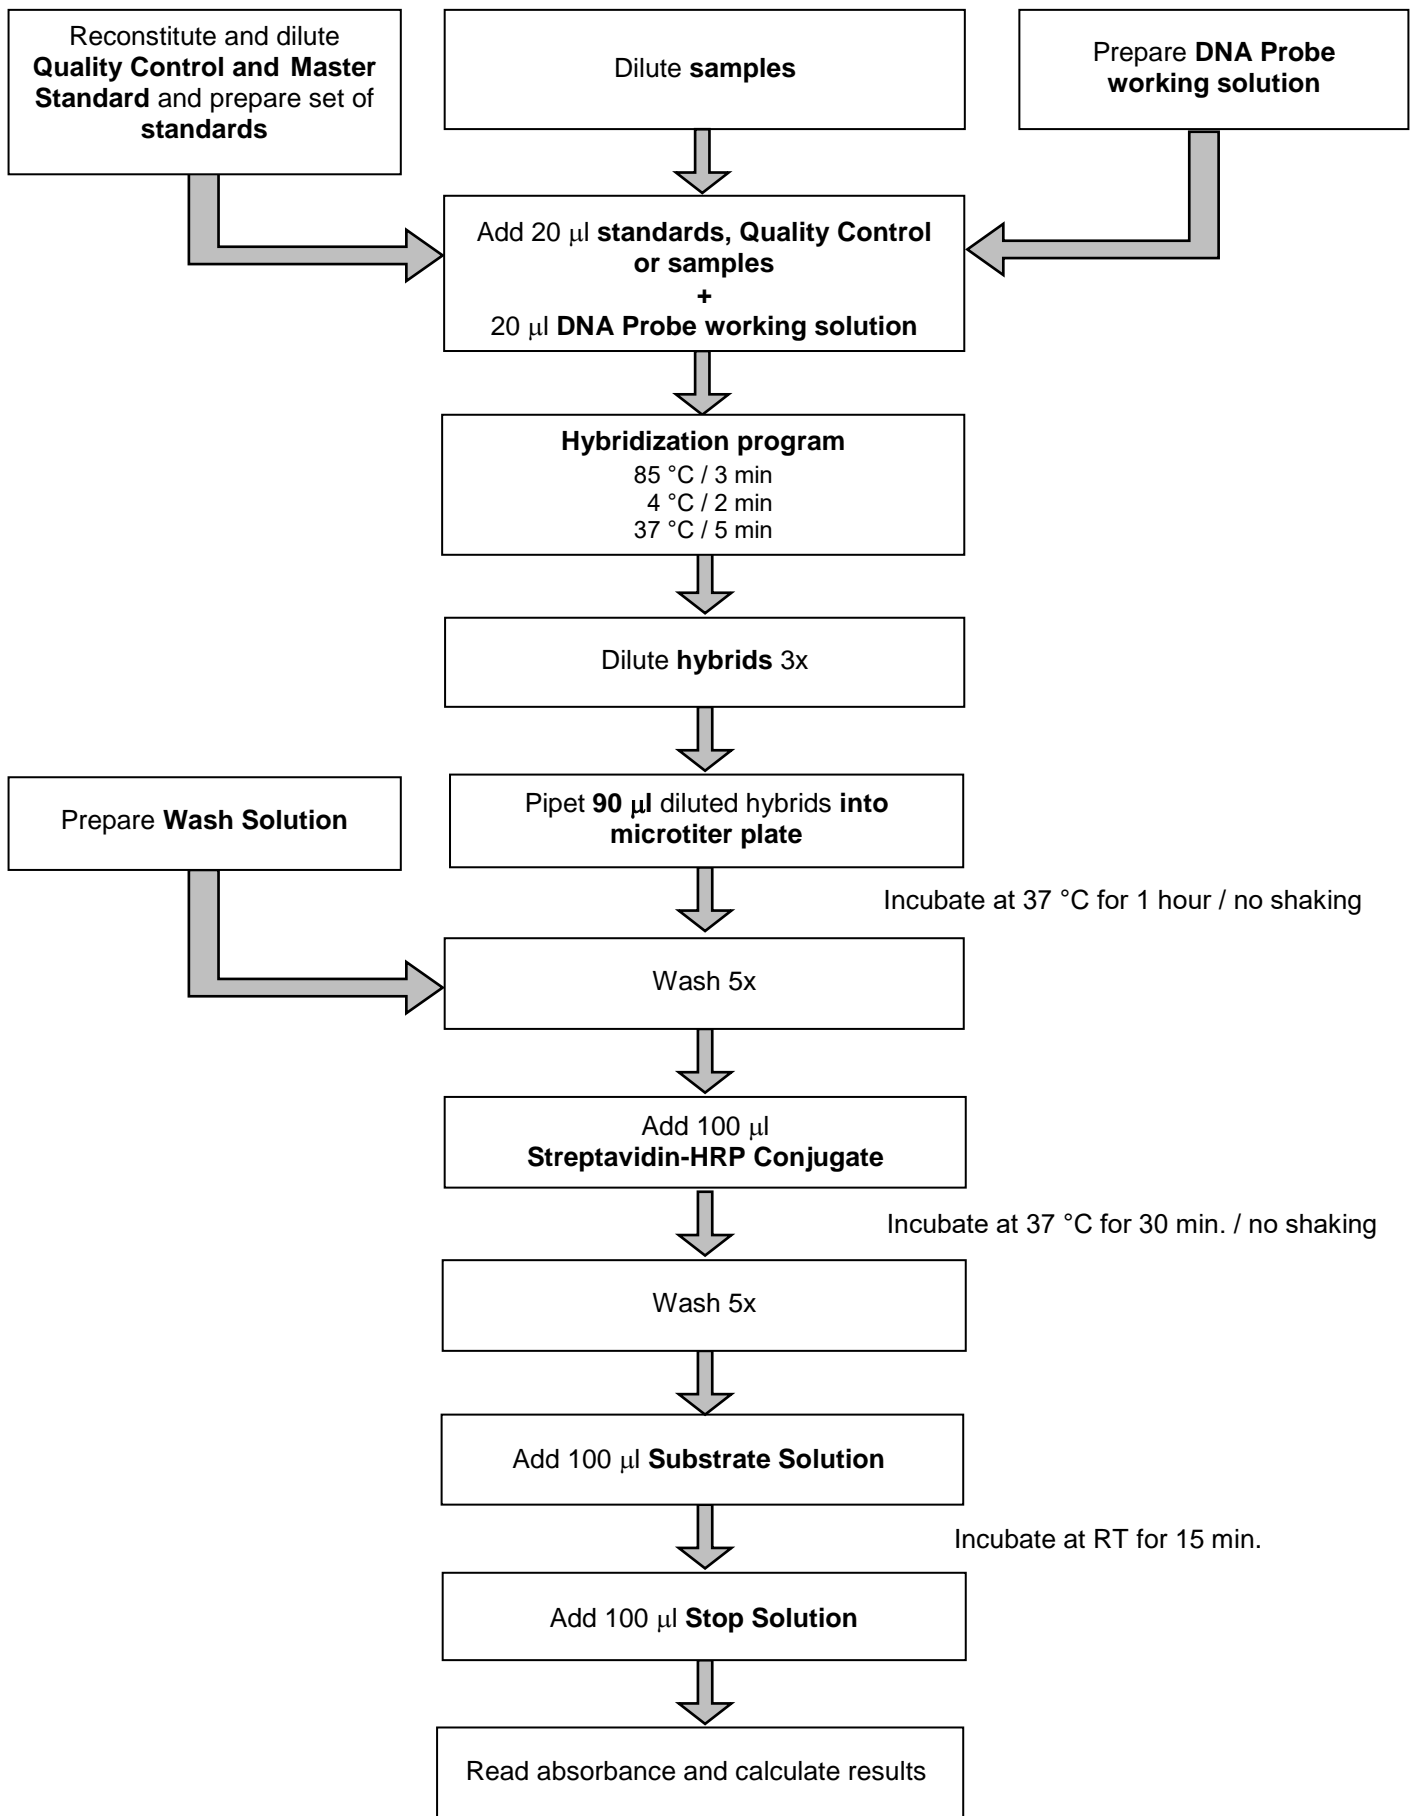 Reconstitute and dilute
Quality Control and Master
Standard and prepare set of
standards
Dilute samples
Prepare DNA Probe
working solution
Add 20 μl standards, Quality Control
or samples
+
20 μl DNA Probe working solution
Hybridization program
85 °C / 3 min
4 °C / 2 min
37 °C / 5 min
Dilute hybrids 3x
Pipet 90 μl diluted hybrids into
microtiter plate
Prepare Wash Solution
Incubate at 37 °C for 1 hour / no shaking
Wash 5x
Add 100 μl
Streptavidin-HRP Conjugate
Incubate at 37 °C for 30 min. / no shaking
Wash 5x
Add 100 μl Substrate Solution
Incubate at RT for 15 min.
Add 100 μl Stop Solution
Read absorbance and calculate results